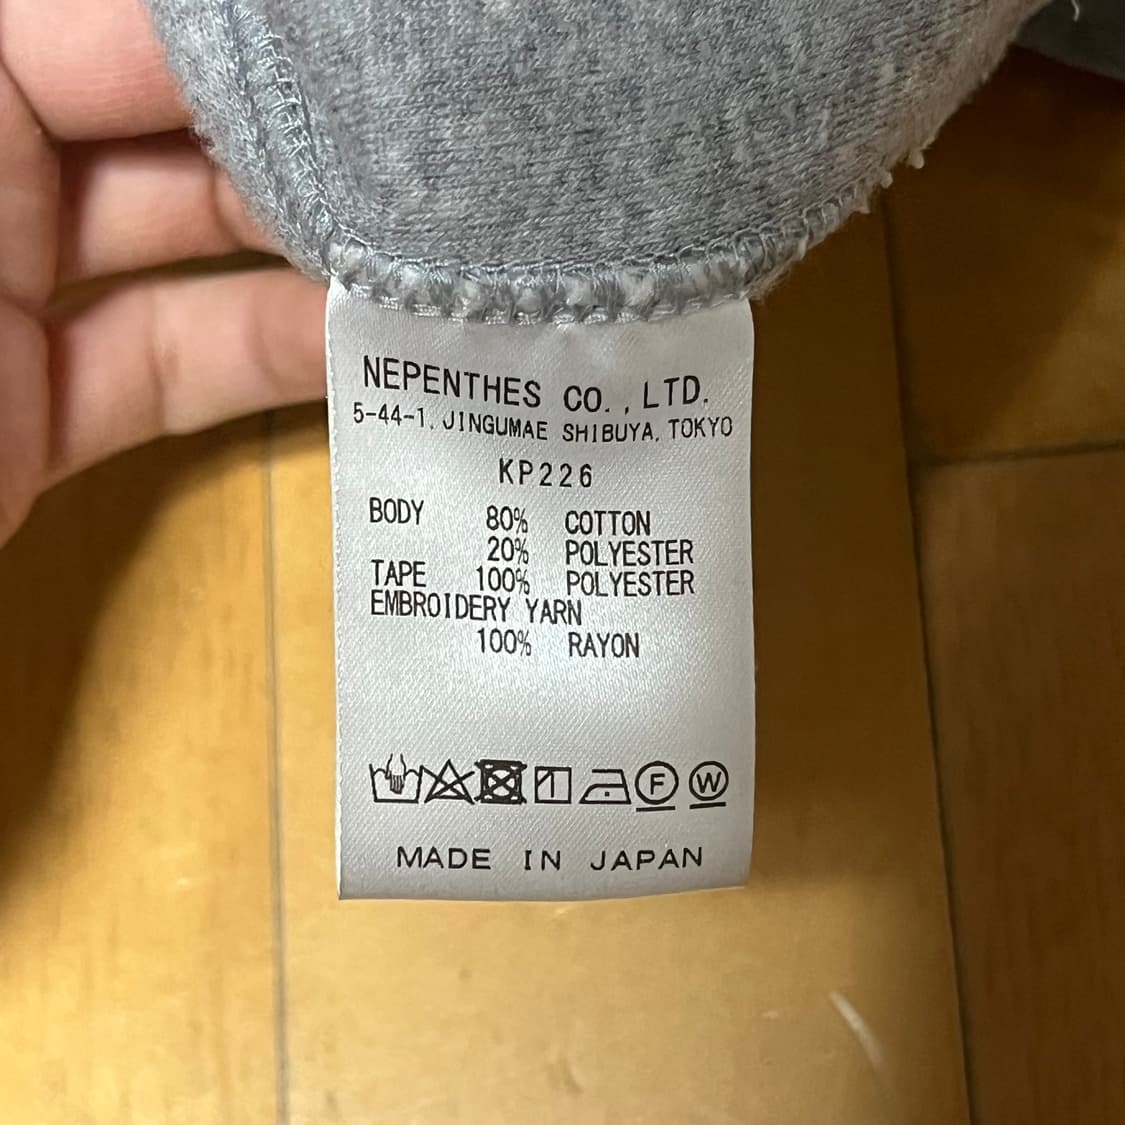 NEPENTHES CO., LTD.
5-44-1, JINGUMAE SHIBUYA, TOKYO
KP226
BODY 80% COTTON
20% POLYESTER
TAPE 100% POLYESTER
EMBROIDERY YARN
100% RAYON
F W
MADE IN JAPAN